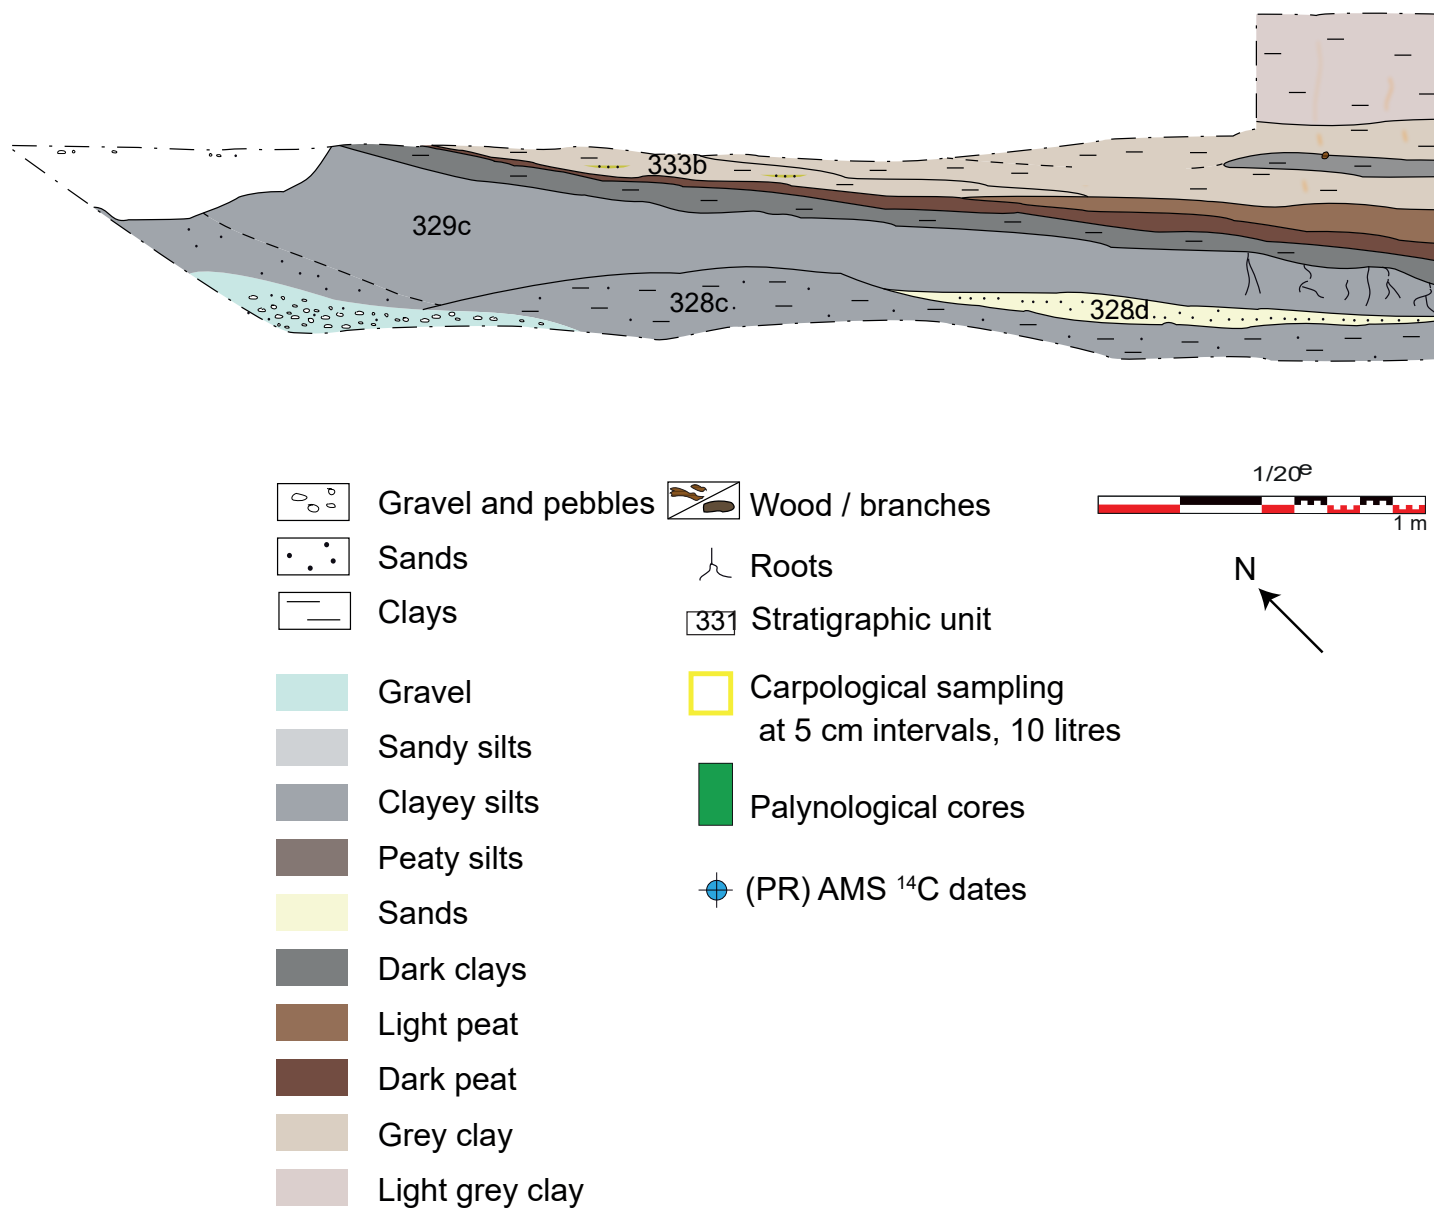 333b
329c
328c
328d
1/20e
1 m
N
Gravel and pebbles
Sands
Clays
Gravel
Sandy silts
Clayey silts
Peaty silts
Sands
Dark clays
Light peat
Dark peat
Grey clay
Light grey clay
Wood / branches
Roots
331 Stratigraphic unit
Carpological sampling
at 5 cm intervals, 10 litres
Palynological cores
(PR) AMS 14C dates